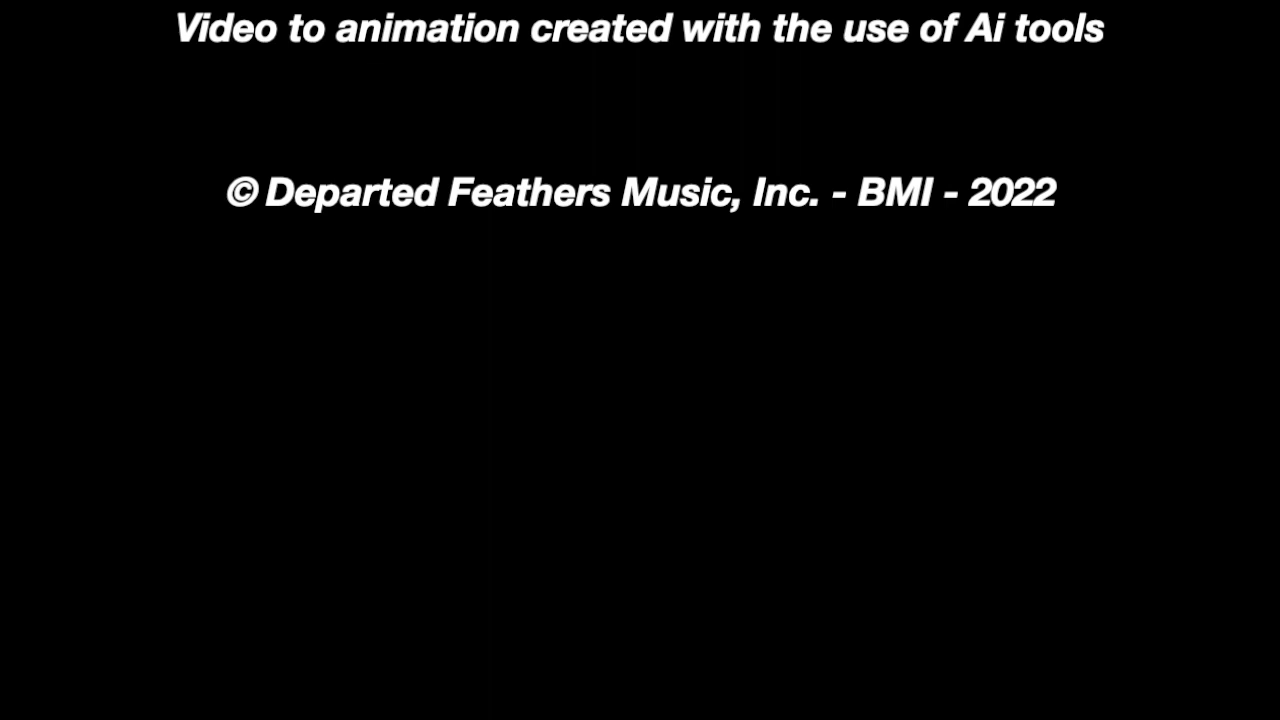 Video to animation created with the use of Ai tools
© Departed Feathers Music, Inc. - BMI - 2022